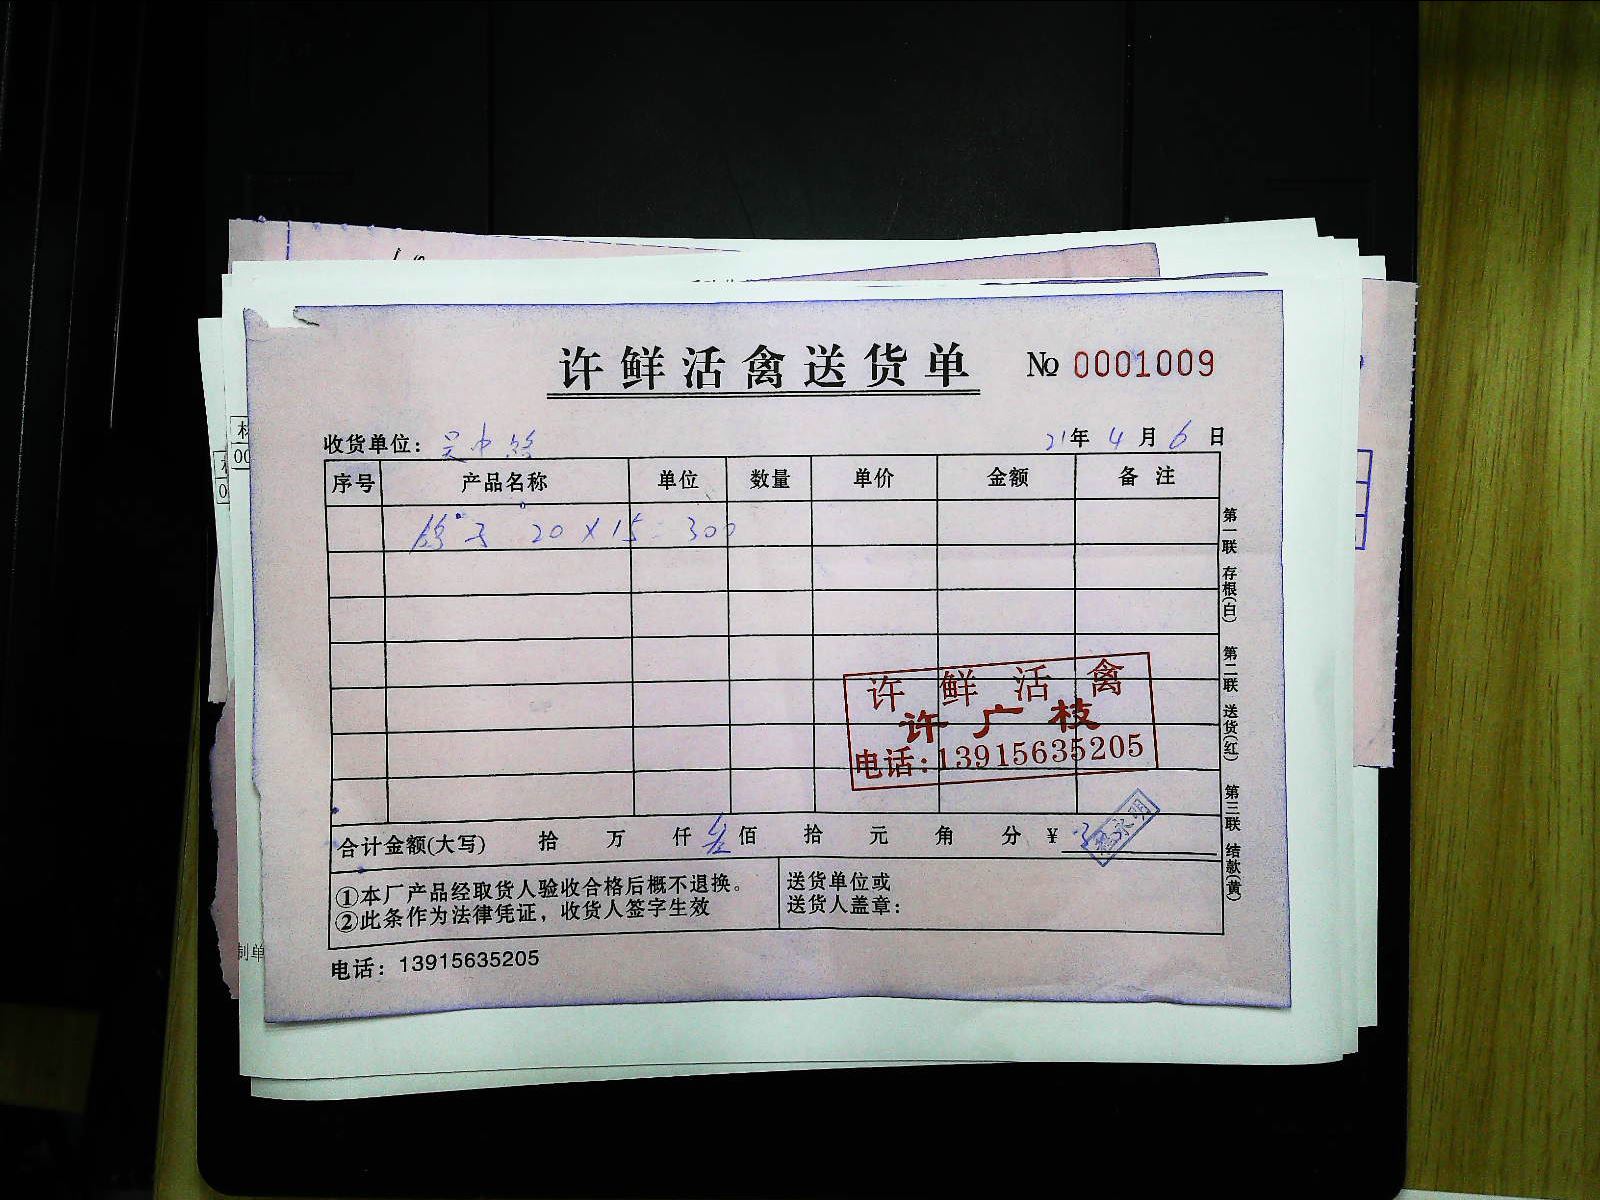 许鲜活禽送货单 № 0001009
收货单位: 吴中 21年 4月 6日
序号 产品名称 单位 数量 单价 金额 备注
20 × 15 = 300
许鲜活禽
许广枝
电话:13915635205
合计金额(大写) 拾 万 仟 叁佰 拾 元 角 分 ¥
①本厂产品经取货人验收合格后概不退换。
②此条作为法律凭证，收货人签字生效
送货单位或
送货人盖章:
电话: 13915635205
第一联 存根(白) 第二联 送货(红) 第三联 结款(黄)
制单